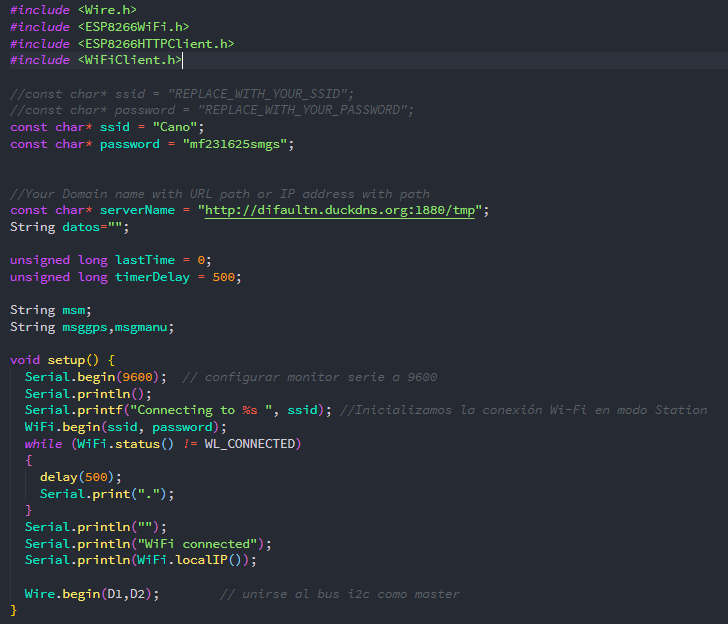 #include <Wire.h>
#include <ESP8266WiFi.h>
#include <ESP8266HTTPClient.h>
#include <WiFiClient.h>
//const char* ssid = "REPLACE_WITH_YOUR_SSID";
//const char* password = "REPLACE_WITH_YOUR_PASSWORD";
const char* ssid = "Cano";
const char* password = "mf231625smgs";
//Your Domain name with URL path or IP address with path
const char* serverName = "http://difaultn.duckdns.org:1880/tmp";
String datos="";
unsigned long lastTime = 0;
unsigned long timerDelay = 500;
String msm;
String msggps,msgmanu;
void setup() {
  Serial.begin(9600);  // configurar monitor serie a 9600
  Serial.println();
  Serial.printf("Connecting to %s ", ssid); //Inicializamos la conexión Wi-Fi en modo Station
  WiFi.begin(ssid, password);
  while (WiFi.status() != WL_CONNECTED)
  {
    delay(500);
    Serial.print(".");
  }
  Serial.println("");
  Serial.println("WiFi connected");
  Serial.println(WiFi.localIP());
  Wire.begin(D1,D2);        // unirse al bus i2c como master
}